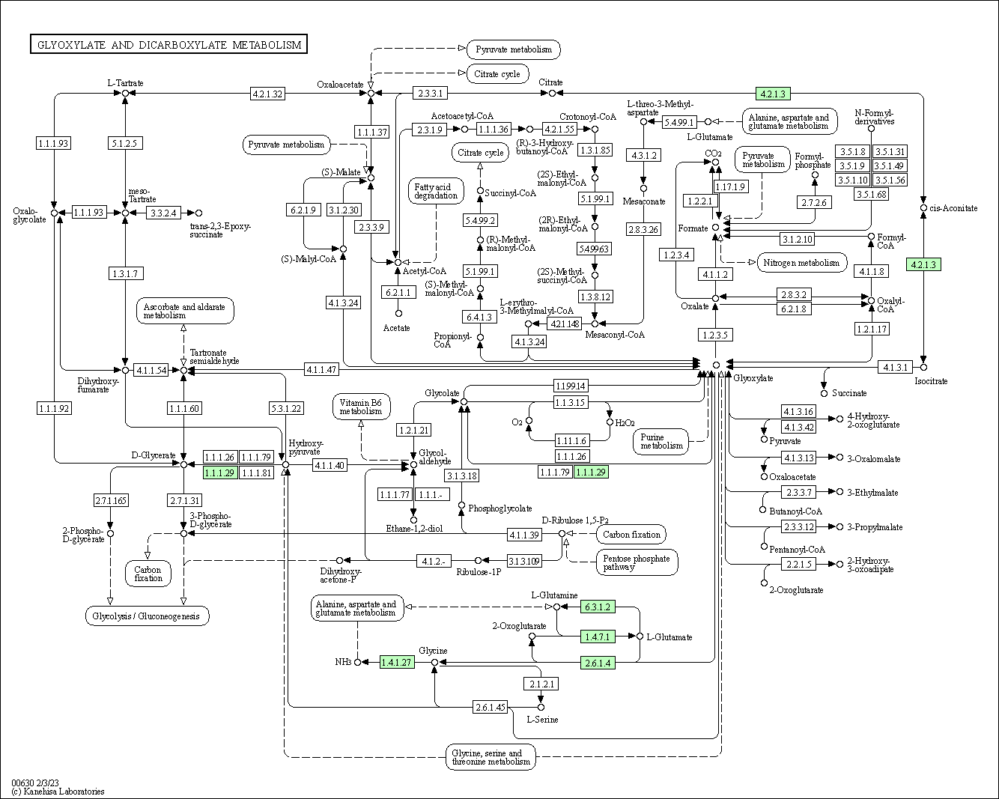 GLYOXYLATE AND DICARBOXYLATE METABOLISM
Pyruvate metabolism
Citrate cycle
L-Tartrate
Oxaloacetate
Citrate
4.2.1.32
2.3.3.1
4.2.1.3
L-threo-3-Methyl-
aspartate
5.4.99.1
L-Glutamate
Alanine, aspartate and
glutamate metabolism
N-Formyl-
derivatives
Acetoacetyl-CoA
Crotonoyl-CoA
2.3.1.9
1.1.1.36
4.2.1.55
(R)-3-Hydroxy-
butanoyl-CoA
1.1.1.93
5.1.2.5
1.1.1.37
Pyruvate metabolism
Citrate cycle
1.3.1.85
4.3.1.2
CO2
Pyruvate
metabolism
Formyl-
phosphate
3.5.1.8
3.5.1.31
3.5.1.9
3.5.1.49
3.5.1.10
3.5.1.56
3.5.1.68
(S)-Malate
(2S)-Ethyl-
malonyl-CoA
1.17.1.9
1.2.2.1
2.7.2.6
Fatty acid
degradation
Succinyl-CoA
meso-
Tartrate
5.1.99.1
Mesaconate
cis-Aconitate
Oxalo-
glycolate
1.1.1.93
3.3.2.4
trans-2,3-Epoxy-
succinate
6.2.1.9
3.1.2.30
2.3.3.9
5.4.99.2
(2R)-Ethyl-
malonyl-CoA
2.8.3.26
Formate
(R)-Methyl-
malonyl-CoA
3.1.2.10
Formyl-
CoA
5.4.99.63
1.2.3.4
(S)-Malyl-CoA
Acetyl-CoA
5.1.99.1
Nitrogen metabolism
4.2.1.3
1.3.1.7
(2S)-Methyl-
succinyl-CoA
4.1.1.2
4.1.1.8
(S)-Methyl-
malonyl-CoA
6.2.1.1
1.3.8.12
2.8.3.2
6.2.1.8
Oxalate
Oxalyl-
CoA
4.1.3.24
L-erythro-
3-Methylmalyl-CoA
Ascorbate and aldarate
metabolism
Acetate
6.4.1.3
4.2.1.148
Mesaconyl-CoA
1.2.3.5
1.2.1.17
Propionyl-
CoA
4.1.3.24
Tartronate
semialdehyde
4.1.1.54
4.1.1.47
4.1.3.1
Dihydroxy-
fumarate
Glyoxylate
Isocitrate
1.1.99.14
Succinate
Glycolate
1.1.3.15
1.1.1.92
1.1.1.60
5.3.1.22
Vitamin B6
metabolism
O2
H2O2
4.1.3.16
4.1.3.42
4-Hydroxy-
2-oxoglutarate
Pyruvate
1.2.1.21
1.11.1.6
Purine
metabolism
D-Glycerate
1.1.1.26
1.1.1.79
1.1.1.29
1.1.1.81
Hydroxy-
pyruvate
4.1.1.40
Glycol-
aldehyde
1.1.1.26
1.1.1.79
1.1.1.29
3.1.3.18
4.1.3.13
3-Oxalomalate
Oxaloacetate
2.7.1.165
2.7.1.31
1.1.1.77
1.1.1.-
2.3.3.7
3-Ethylmalate
Butanoyl-CoA
Phosphoglycolate
3-Phospho-
D-glycerate
2-Phospho-
D-glycerate
Ethane-1,2-diol
D-Ribulose 1,5-P2
4.1.1.39
Carbon fixation
2.3.3.12
3-Propylmalate
Pentanoyl-CoA
Carbon
fixation
Dihydroxy-
acetone-P
4.1.2.-
Ribulose-1P
3.1.3.109
Pentose phosphate
pathway
2.2.1.5
2-Hydroxy-
3-oxoadipate
2-Oxoglutarate
Glycolysis / Gluconeogenesis
Alanine, aspartate and
glutamate metabolism
L-Glutamine
6.3.1.2
2-Oxoglutarate
1.4.7.1
L-Glutamate
NH3
1.4.1.27
Glycine
2.6.1.4
2.1.2.1
2.6.1.45
L-Serine
Glycine, serine and
threonine metabolism
00630 2/3/23
(c) Kanehisa Laboratories